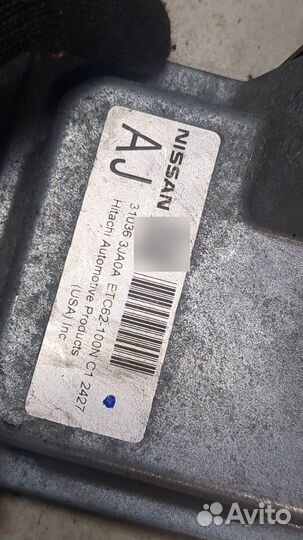 NISSAN
AJ
31036 3JA0A ETC62-100N C1 2427
Hitachi Automotive Products
(USA) Inc
Avito